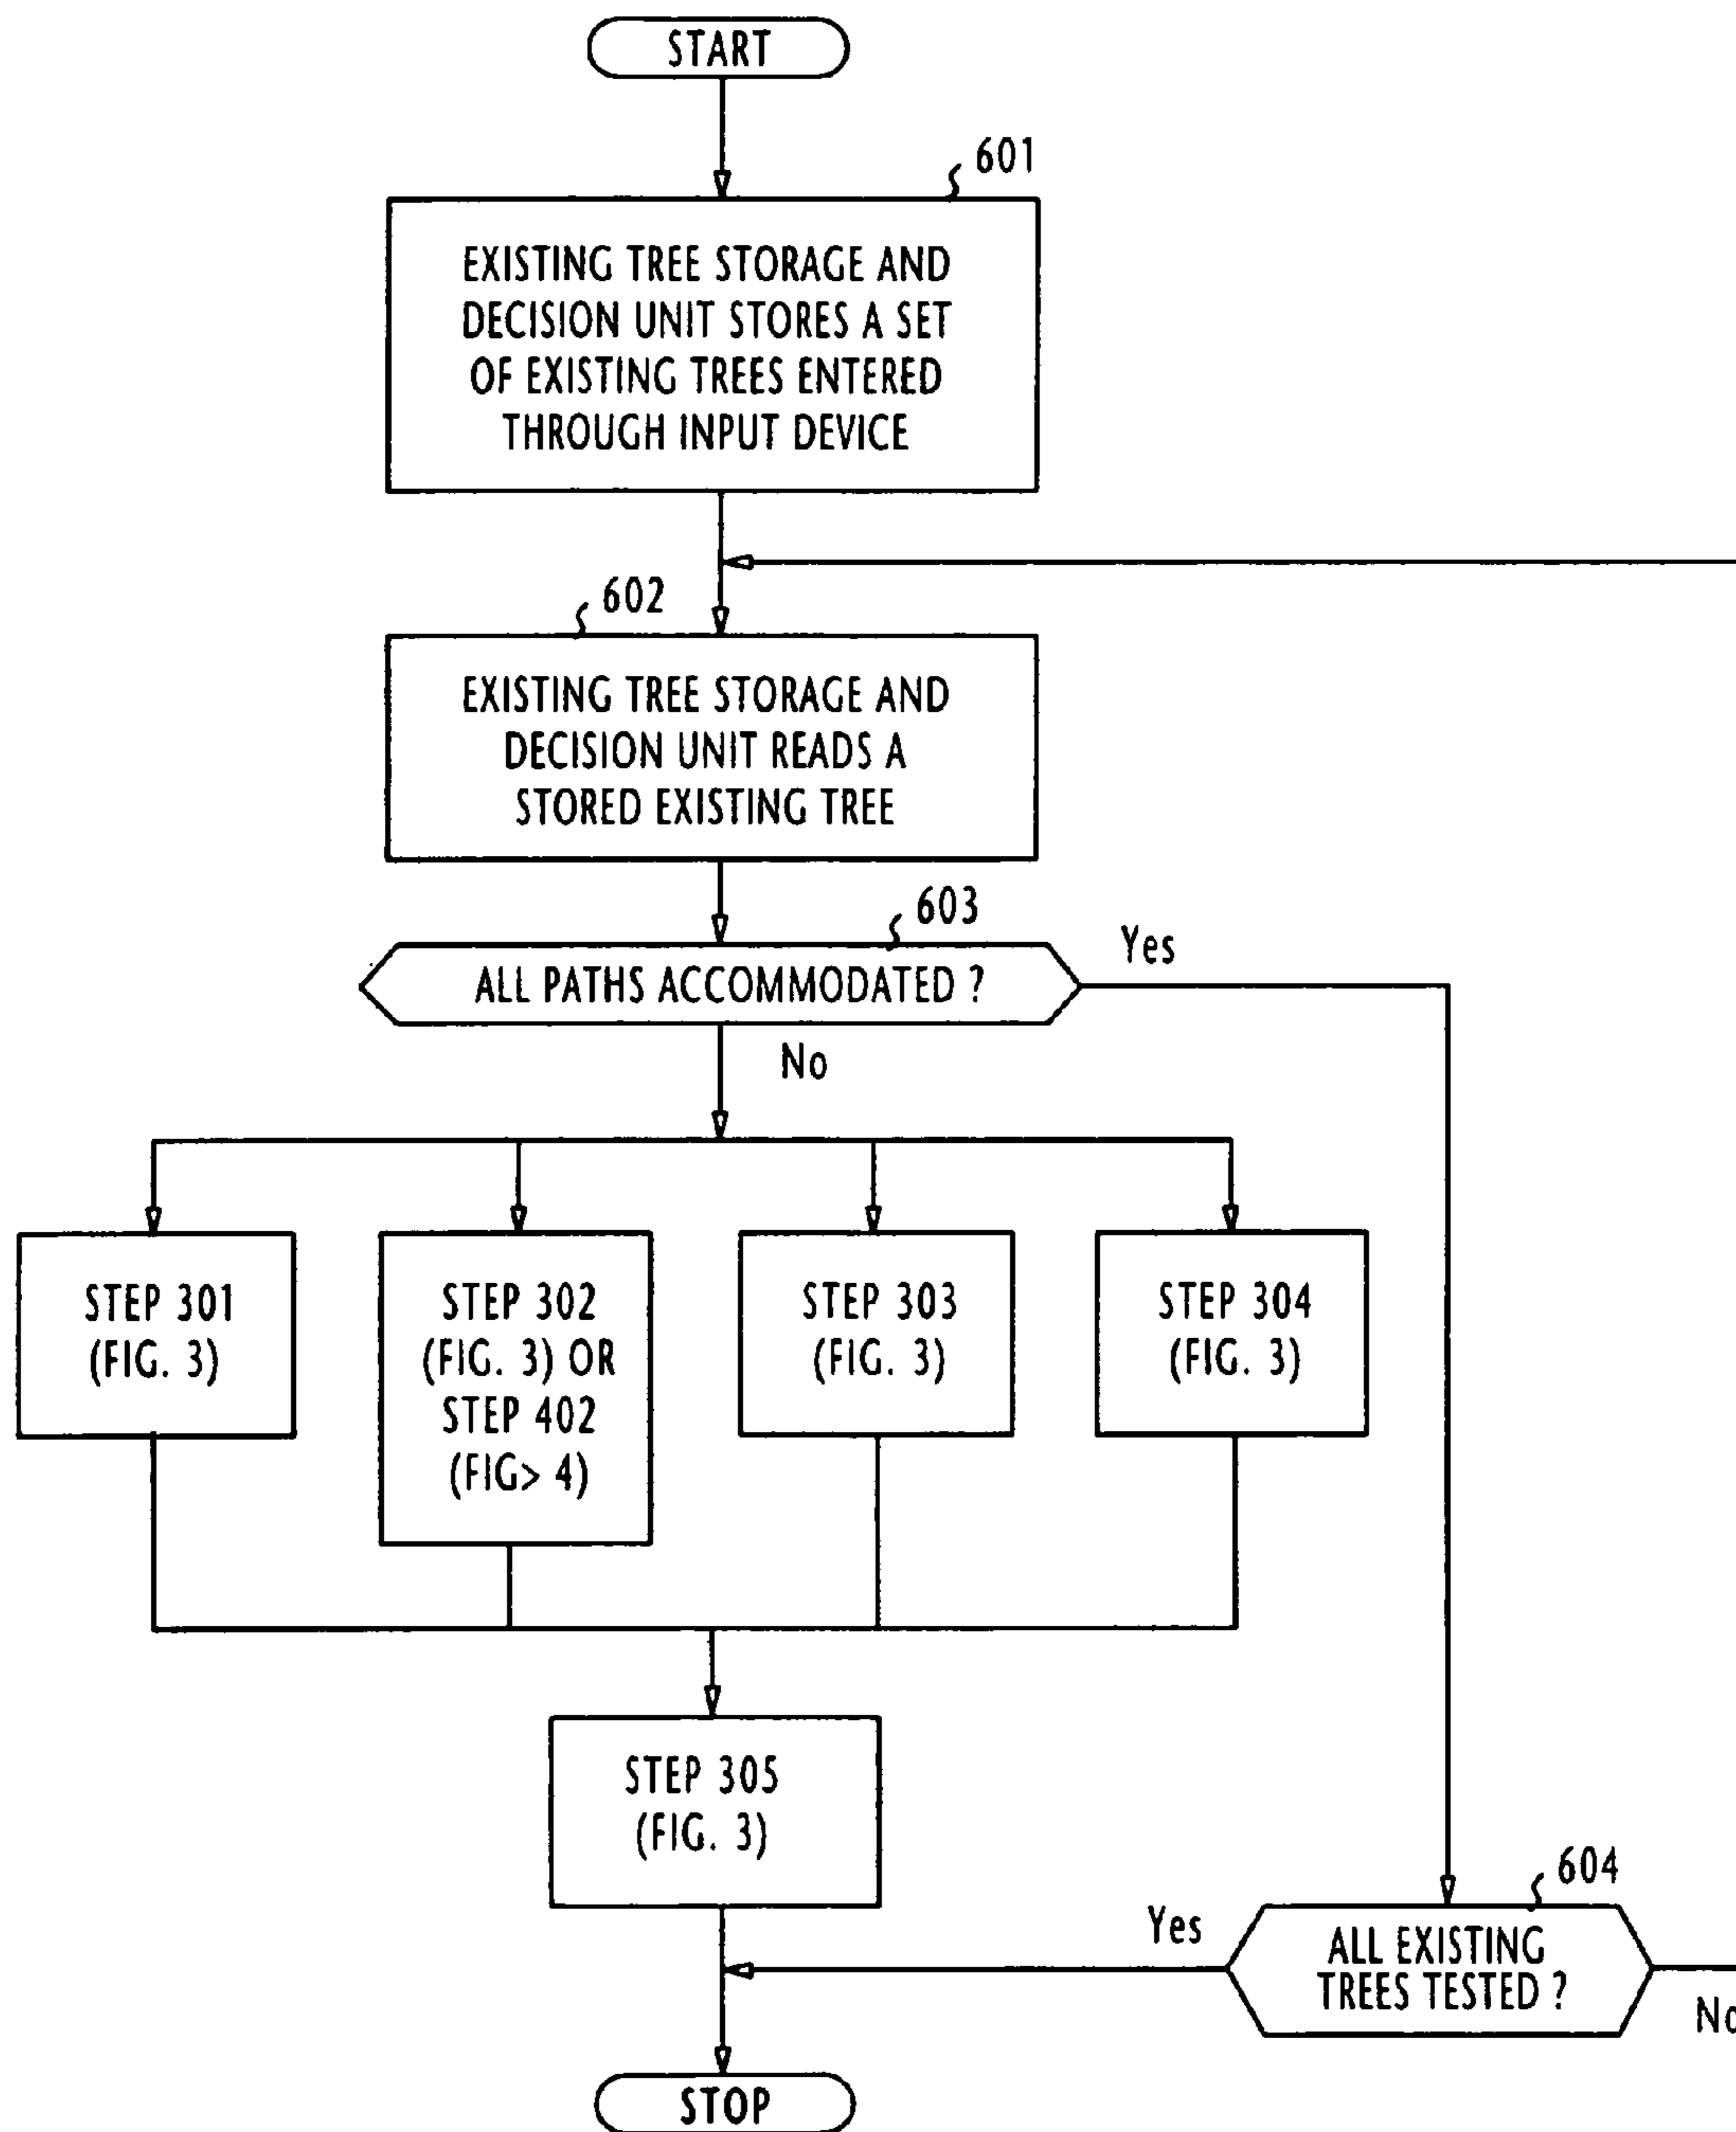 START
601
EXISTING TREE STORAGE AND
DECISION UNIT STORES A SET
OF EXISTING TREES ENTERED
THROUGH INPUT DEVICE
602
EXISTING TREE STORAGE AND
DECISION UNIT READS A
STORED EXISTING TREE
603
ALL PATHS ACCOMMODATED ?
Yes
No
STEP 301
(FIG. 3)
STEP 302
(FIG. 3) OR
STEP 402
(FIG> 4)
STEP 303
(FIG. 3)
STEP 304
(FIG. 3)
STEP 305
(FIG. 3)
604
Yes
ALL EXISTING
TREES TESTED ?
No
STOP